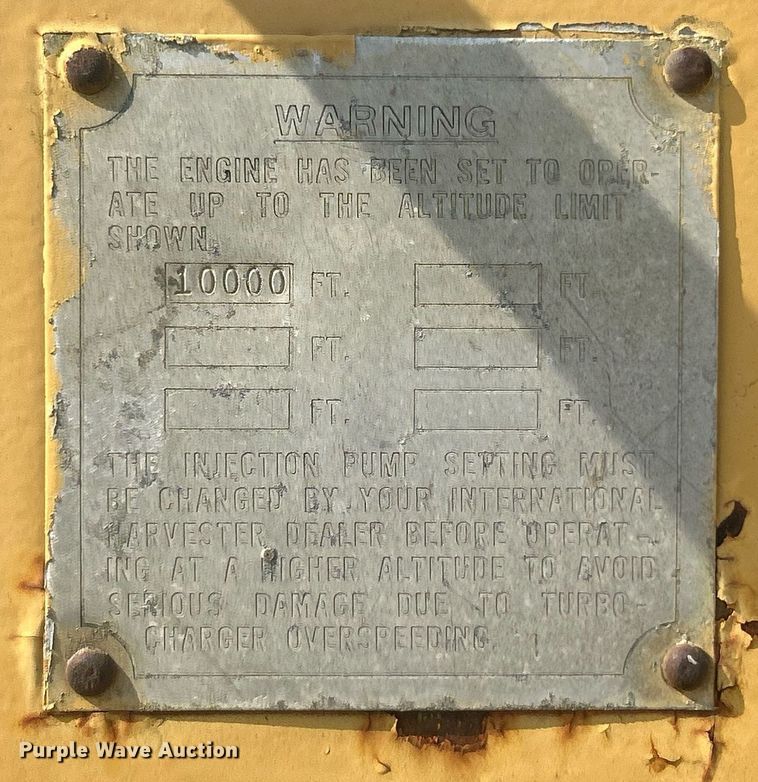 WARNING
THE ENGINE HAS BEEN SET TO OPER-
ATE UP TO THE ALTITUDE LIMIT
SHOWN.
10000 FT. FT.
FT. FT.
FT. FT.
THE INJECTION PUMP SETTING MUST
BE CHANGED BY YOUR INTERNATIONAL
HARVESTER DEALER BEFORE OPERAT-
ING AT A HIGHER ALTITUDE TO AVOID
SERIOUS DAMAGE DUE TO TURBO-
CHARGER OVERSPEEDING.
Purple Wave Auction